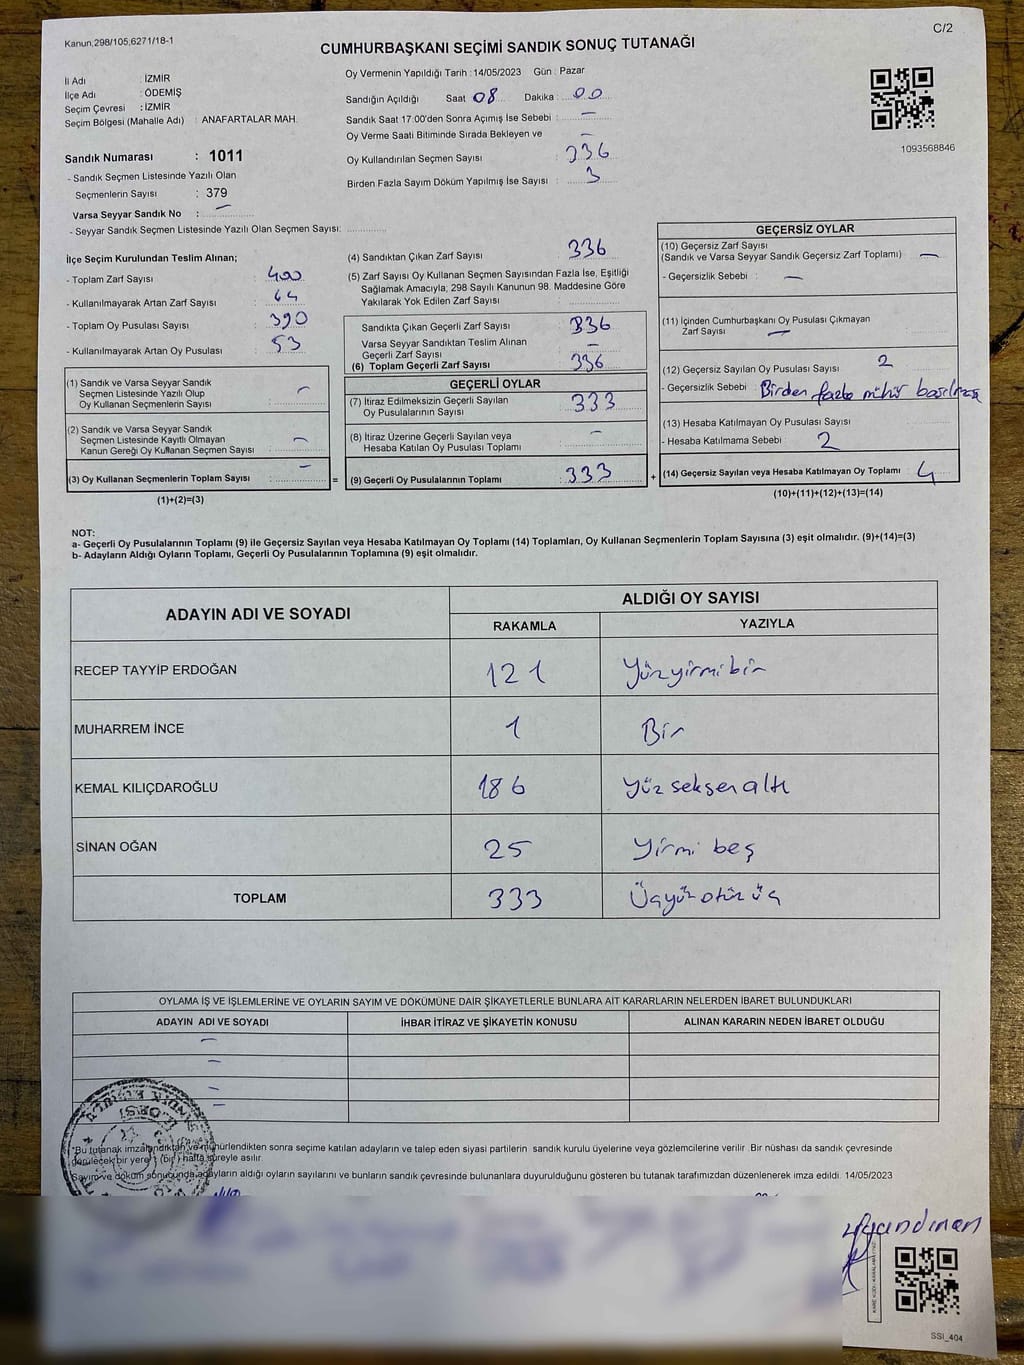 Kanun,298/105,6271/18-1
C/2
CUMHURBAŞKANI SEÇİMİ SANDIK SONUÇ TUTANAĞI
İl Adı : İZMİR
İlçe Adı : ÖDEMİŞ
Seçim Çevresi : İZMİR
Seçim Bölgesi (Mahalle Adı) : ANAFARTALAR MAH.
Sandık Numarası : 1011
- Sandık Seçmen Listesinde Yazılı Olan
Seçmenlerin Sayısı : 379
Varsa Seyyar Sandık No : –
- Seyyar Sandık Seçmen Listesinde Yazılı Olan Seçmen Sayısı:
Oy Vermenin Yapıldığı Tarih : 14/05/2023 Gün : Pazar
Sandığın Açıldığı Saat 08 Dakika : 00
Sandık Saat 17:00'den Sonra Açımış İse Sebebi : –
Oy Verme Saati Bitiminde Sırada Bekleyen ve –
Oy Kullandırılan Seçmen Sayısı : 336
Birden Fazla Sayım Döküm Yapılmış İse Sayısı : 3
1093568846
İlçe Seçim Kurulundan Teslim Alınan;
- Toplam Zarf Sayısı : 400
- Kullanılmayarak Artan Zarf Sayısı : 64
- Toplam Oy Pusulası Sayısı : 390
- Kullanılmayarak Artan Oy Pusulası : 53
(1) Sandık ve Varsa Seyyar Sandık
Seçmen Listesinde Yazılı Olup
Oy Kullanan Seçmenlerin Sayısı : –
(2) Sandık ve Varsa Seyyar Sandık
Seçmen Listesinde Kayıtlı Olmayan
Kanun Gereği Oy Kullanan Seçmen Sayısı : –
(3) Oy Kullanan Seçmenlerin Toplam Sayısı : –
(1)+(2)=(3)
(4) Sandıktan Çıkan Zarf Sayısı : 336
(5) Zarf Sayısı Oy Kullanan Seçmen Sayısından Fazla İse, Eşitliği
Sağlamak Amacıyla, 298 Sayılı Kanunun 98. Maddesine Göre
Yakılarak Yok Edilen Zarf Sayısı :
Sandıkta Çıkan Geçerli Zarf Sayısı : 336
Varsa Seyyar Sandıktan Teslim Alınan
Geçerli Zarf Sayısı : –
(6) Toplam Geçerli Zarf Sayısı : 336
GEÇERLİ OYLAR
(7) İtiraz Edilmeksizin Geçerli Sayılan
Oy Pusulalarının Sayısı : 333
(8) İtiraz Üzerine Geçerli Sayılan veya
Hesaba Katılan Oy Pusulası Toplamı : –
= (9) Geçerli Oy Pusulalarının Toplamı : 333 +
GEÇERSİZ OYLAR
(10) Geçersiz Zarf Sayısı
(Sandık ve Varsa Seyyar Sandık Zarf Toplamı) –
- Geçersizlik Sebebi : –
(11) İçinden Cumhurbaşkanı Oy Pusulası Çıkmayan
Zarf Sayısı –
(12) Geçersiz Sayılan Oy Pusulası Sayısı 2
- Geçersizlik Sebebi : Birden fazla mühür basılması
(13) Hesaba Katılmayan Oy Pusulası Sayısı
- Hesaba Katılmama Sebebi : 2
(14) Geçersiz Sayılan veya Hesaba Katılmayan Oy Toplamı : 4
(10)+(11)+(12)+(13)=(14)
NOT:
a- Geçerli Oy Pusulalarının Toplamı (9) ile Geçersiz Sayılan veya Hesaba Katılmayan Oy Toplamı (14) Toplamları, Oy Kullanan Seçmenlerin Toplam Sayısına (3) eşit olmalıdır. (9)+(14)=(3)
b- Adayların Aldığı Oyların Toplamı, Geçerli Oy Pusulalarının Toplamına (9) eşit olmalıdır.
ADAYIN ADI VE SOYADI
ALDIĞI OY SAYISI
RAKAMLA YAZIYLA
RECEP TAYYİP ERDOĞAN 121 Yüzyirmibir
MUHARREM İNCE 1 Bir
KEMAL KILIÇDAROĞLU 186 Yüz seksen altı
SİNAN OĞAN 25 Yirmi beş
TOPLAM 333 Üçyüz otuz üç
OYLAMA İŞ VE İŞLEMLERİNE VE OYLARIN SAYIM VE DÖKÜMÜNE DAİR ŞİKAYETLERLE BUNLARA AİT KARARLARIN NELERDEN İBARET BULUNDUKLARI
ADAYIN ADI VE SOYADI İHBAR İTİRAZ VE ŞİKAYETİN KONUSU ALINAN KARARIN NEDEN İBARET OLDUĞU
–
–
–
–
*Bu tutanak imzalandıktan ve mühürlendikten sonra seçime katılan adayların ve talep eden siyasi partilerin sandık kurulu üyelerine veya gözlemcilerine verilir. Bir nüshası da sandık çevresinde
görülecek bir yere 1 (bir) hafta süreyle asılır.
Sayım ve döküm sonucunda adayların aldığı oyların sayılarını ve bunların sandık çevresinde bulunanlara duyurulduğunu gösteren bu tutanak tarafımızdan düzenlenerek imza edildi. 14/05/2023
SSI_404